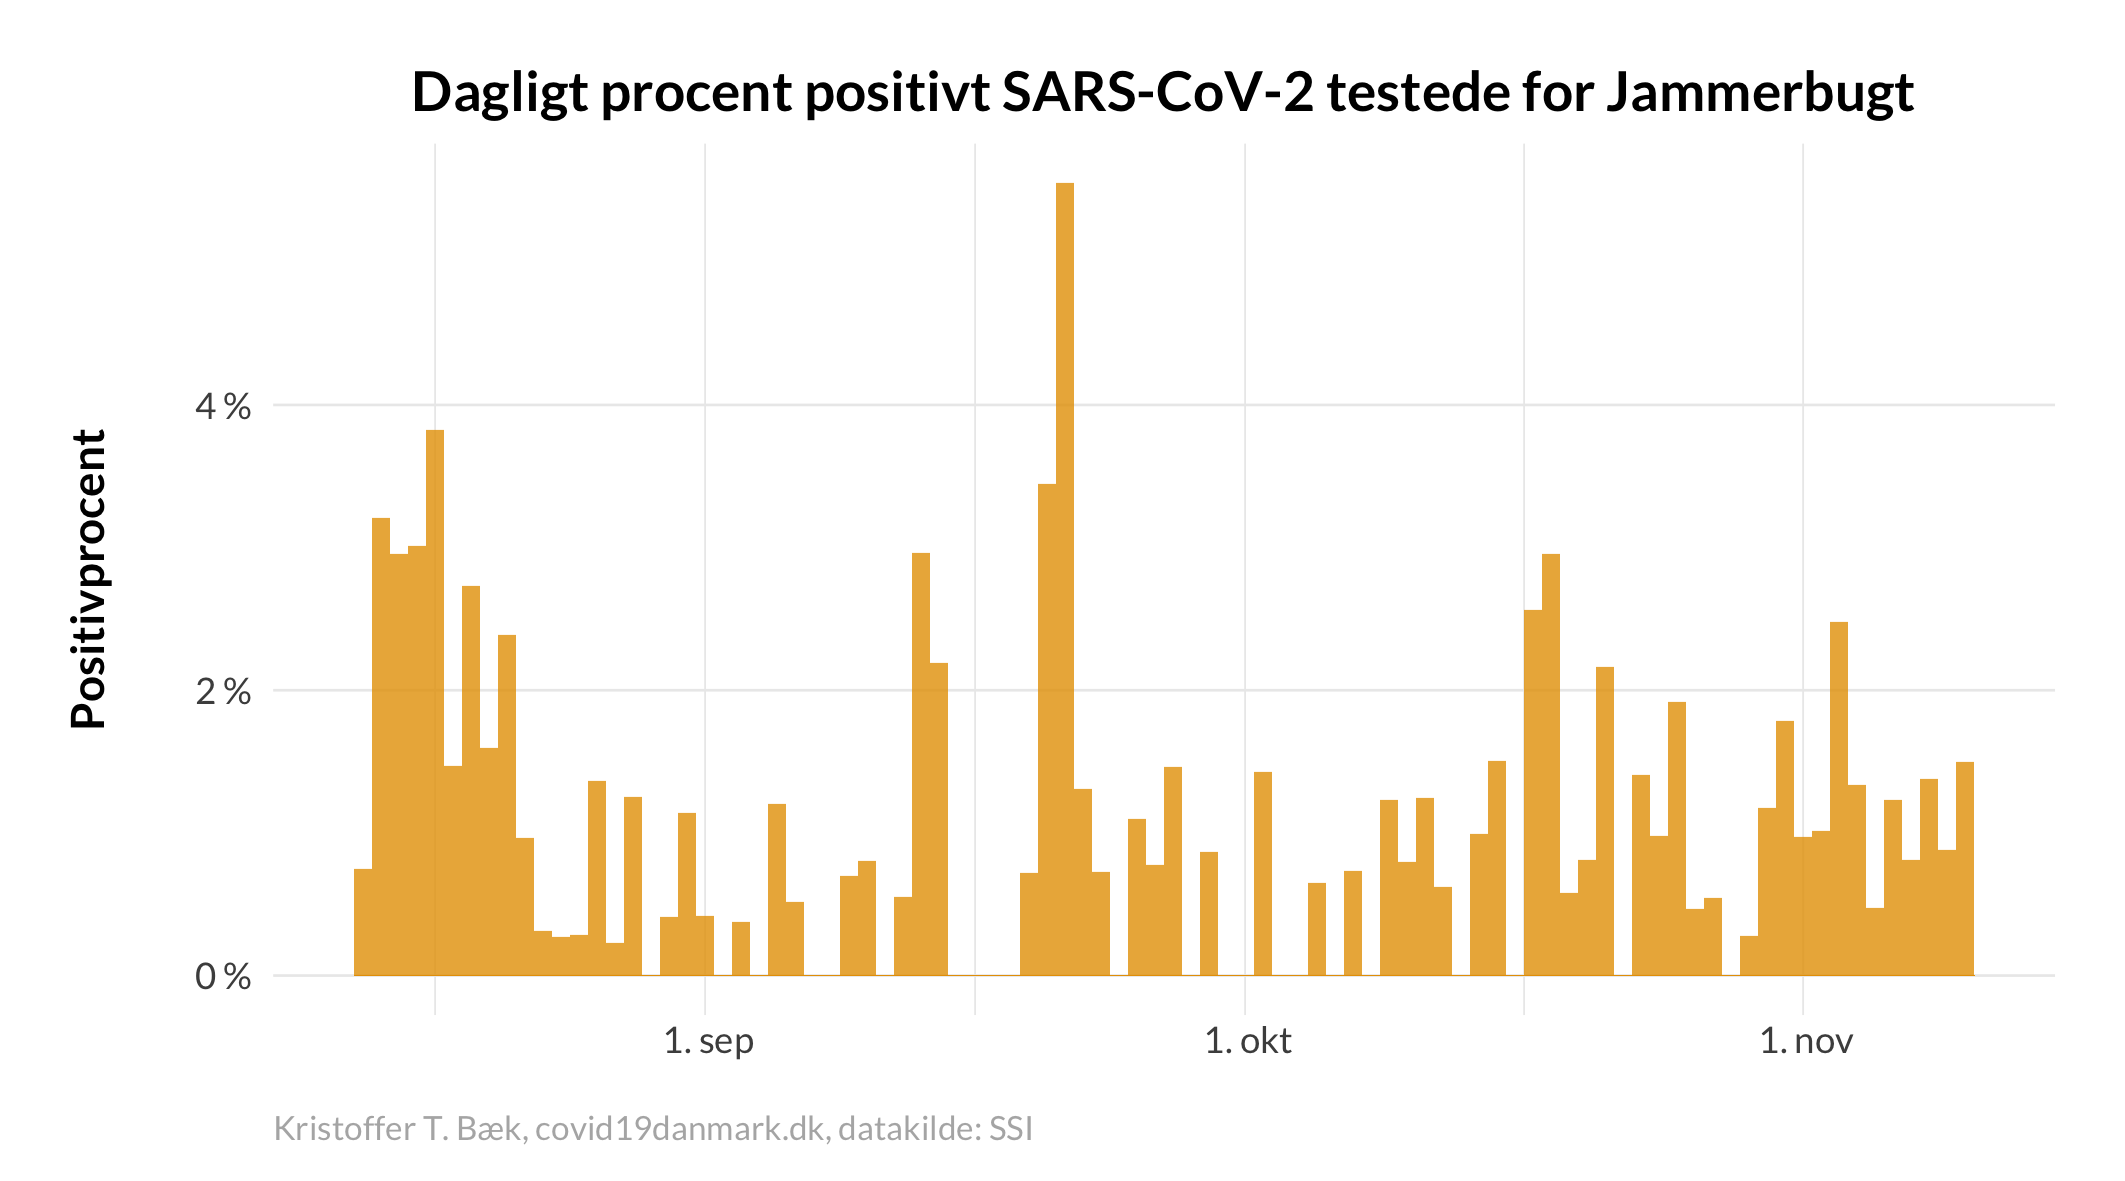 Dagligt procent positivt SARS-CoV-2 testede for Jammerbugt
Positivprocent
4 %
2 %
0 %
1. sep
1. okt
1. nov
Kristoffer T. Bæk, covid19danmark.dk, datakilde: SSI